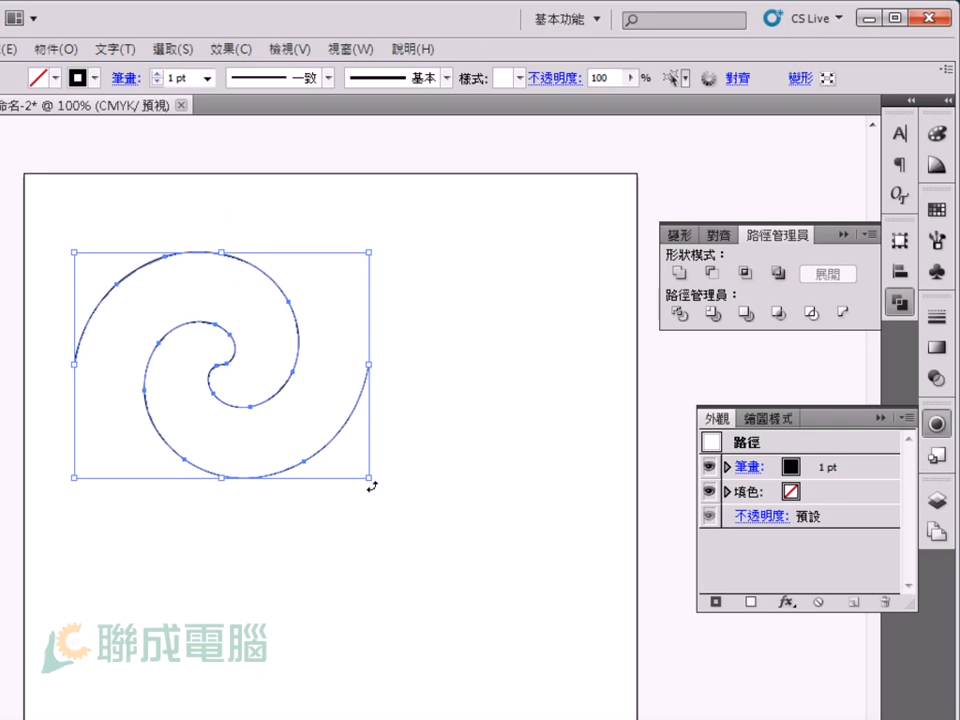 基本功能
CS Live
(E) 物件(O) 文字(T) 選取(S) 效果(C) 檢視(V) 視窗(W) 說明(H)
筆畫: 1 pt 一致 基本 樣式: 不透明度: 100 % 對齊 變形
命名-2* @ 100% (CMYK/預視)
變形 對齊 路徑管理員
形狀模式：
展開
路徑管理員：
外觀 繪圖樣式
路徑
筆畫: 1 pt
填色:
不透明度: 預設
fx
聯成電腦